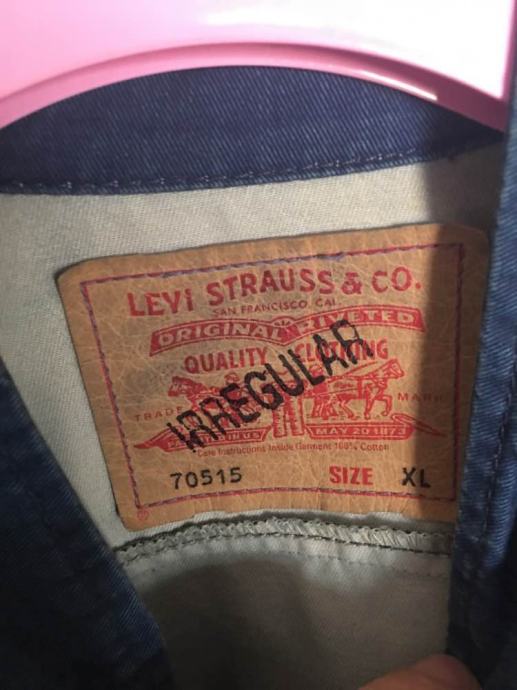 LEVI STRAUSS & CO.
SAN FRANCISCO, CAL.
ORIGINAL RIVETED
QUALITY CLOTHING
IRREGULAR
TRADE MARK
IN U.S. MAY 20 1873
Care Instructions Inside Garment 100% Cotton
70515 SIZE XL
®